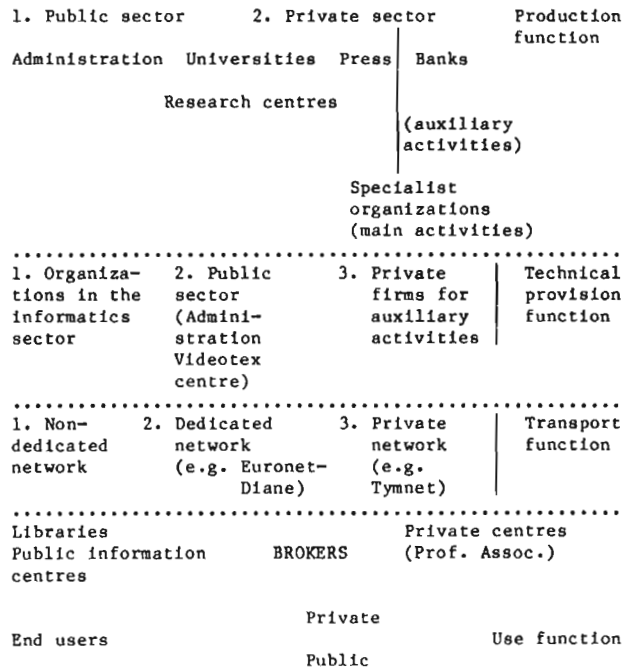 1. Public sector 2. Private sector Production
function
Administration Universities Press Banks
Research centres
(auxiliary
activities)
Specialist
organizations
(main activities)
1. Organiza- 2. Public 3. Private Technical
tions in the sector firms for provision
informatics (Admini- auxiliary function
sector stration activities
Videotex
centre)
1. Non- 2. Dedicated 3. Private Transport
dedicated network network function
network (e.g. Euronet- (e.g.
Diane) Tymnet)
Libraries Private centres
Public information BROKERS (Prof. Assoc.)
centres
Private
End users Use function
Public